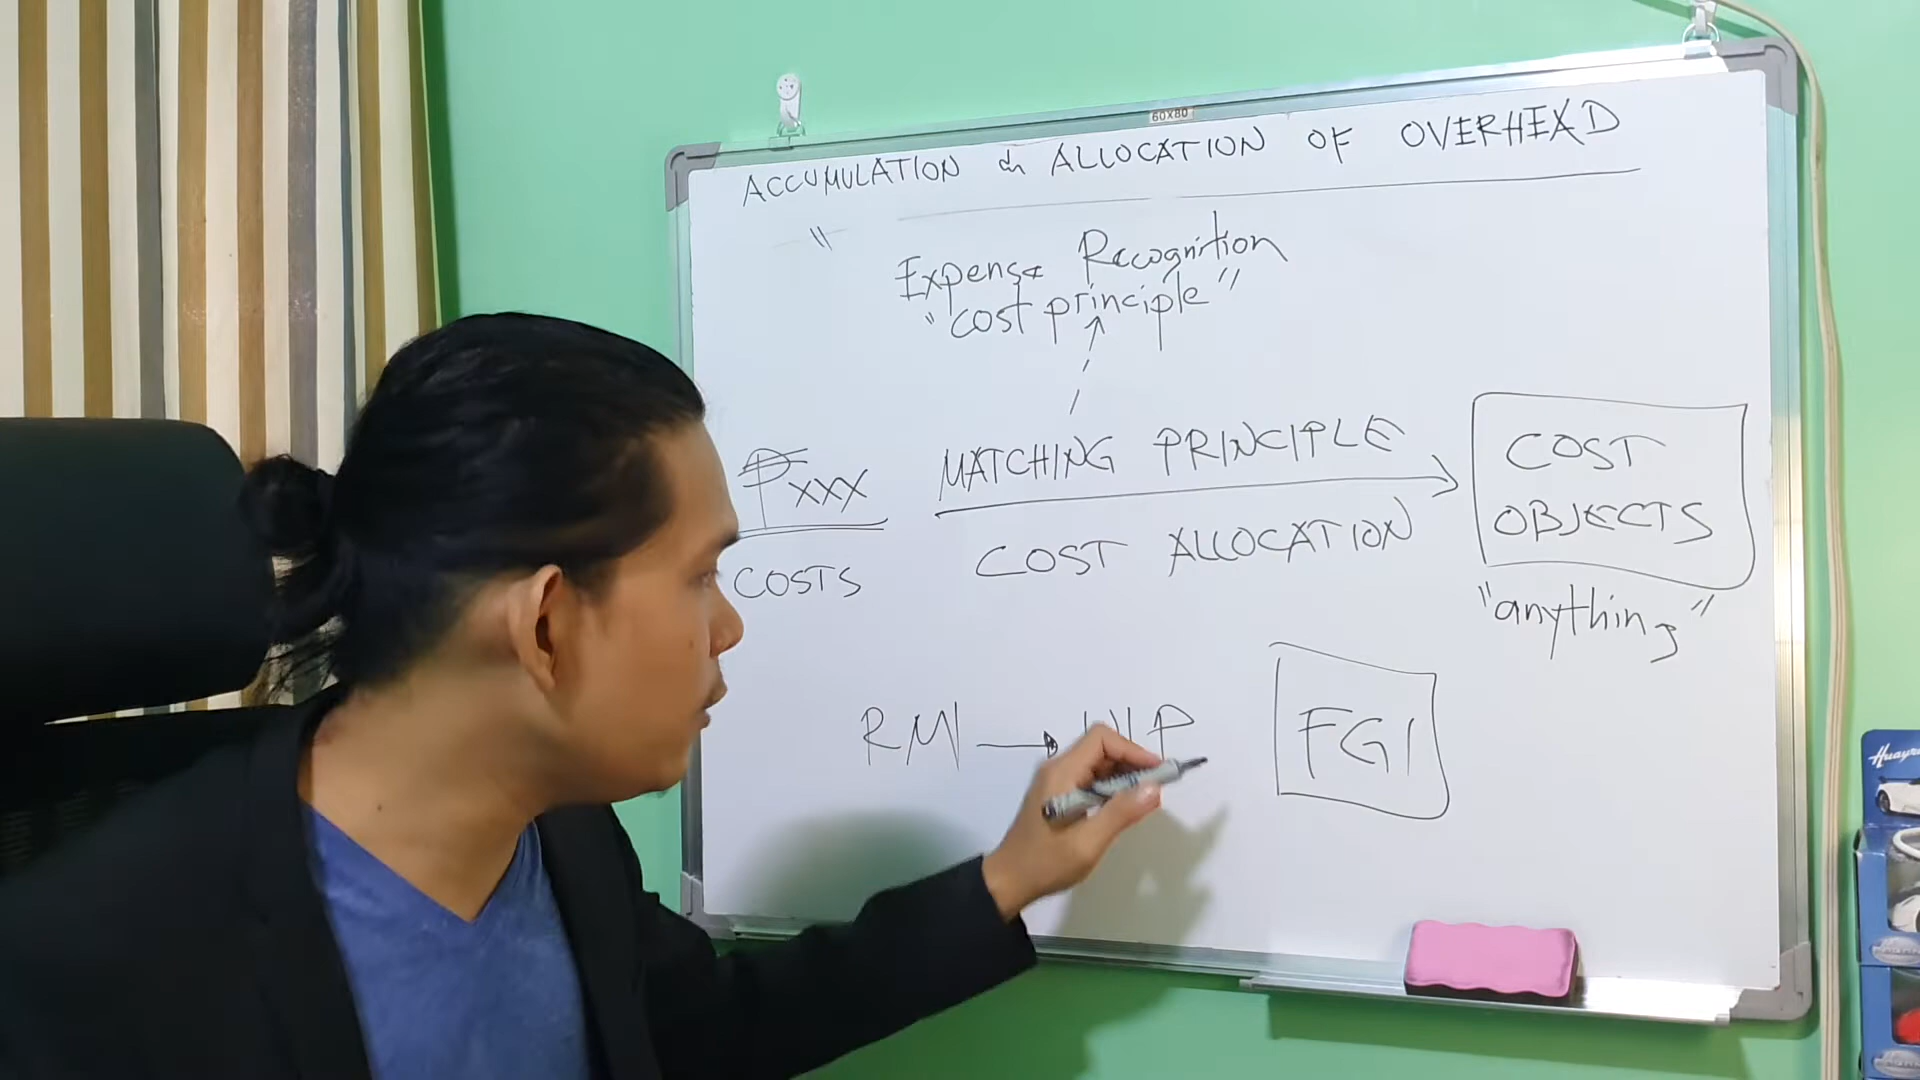 60X80
ACCUMULATION & ALLOCATION OF OVERHEAD
"
Expense Recognition
"cost principle"
₱xxx
COSTS
MATCHING PRINCIPLE
COST ALLOCATION
COST
OBJECTS
"anything"
RM → WIP
FGI